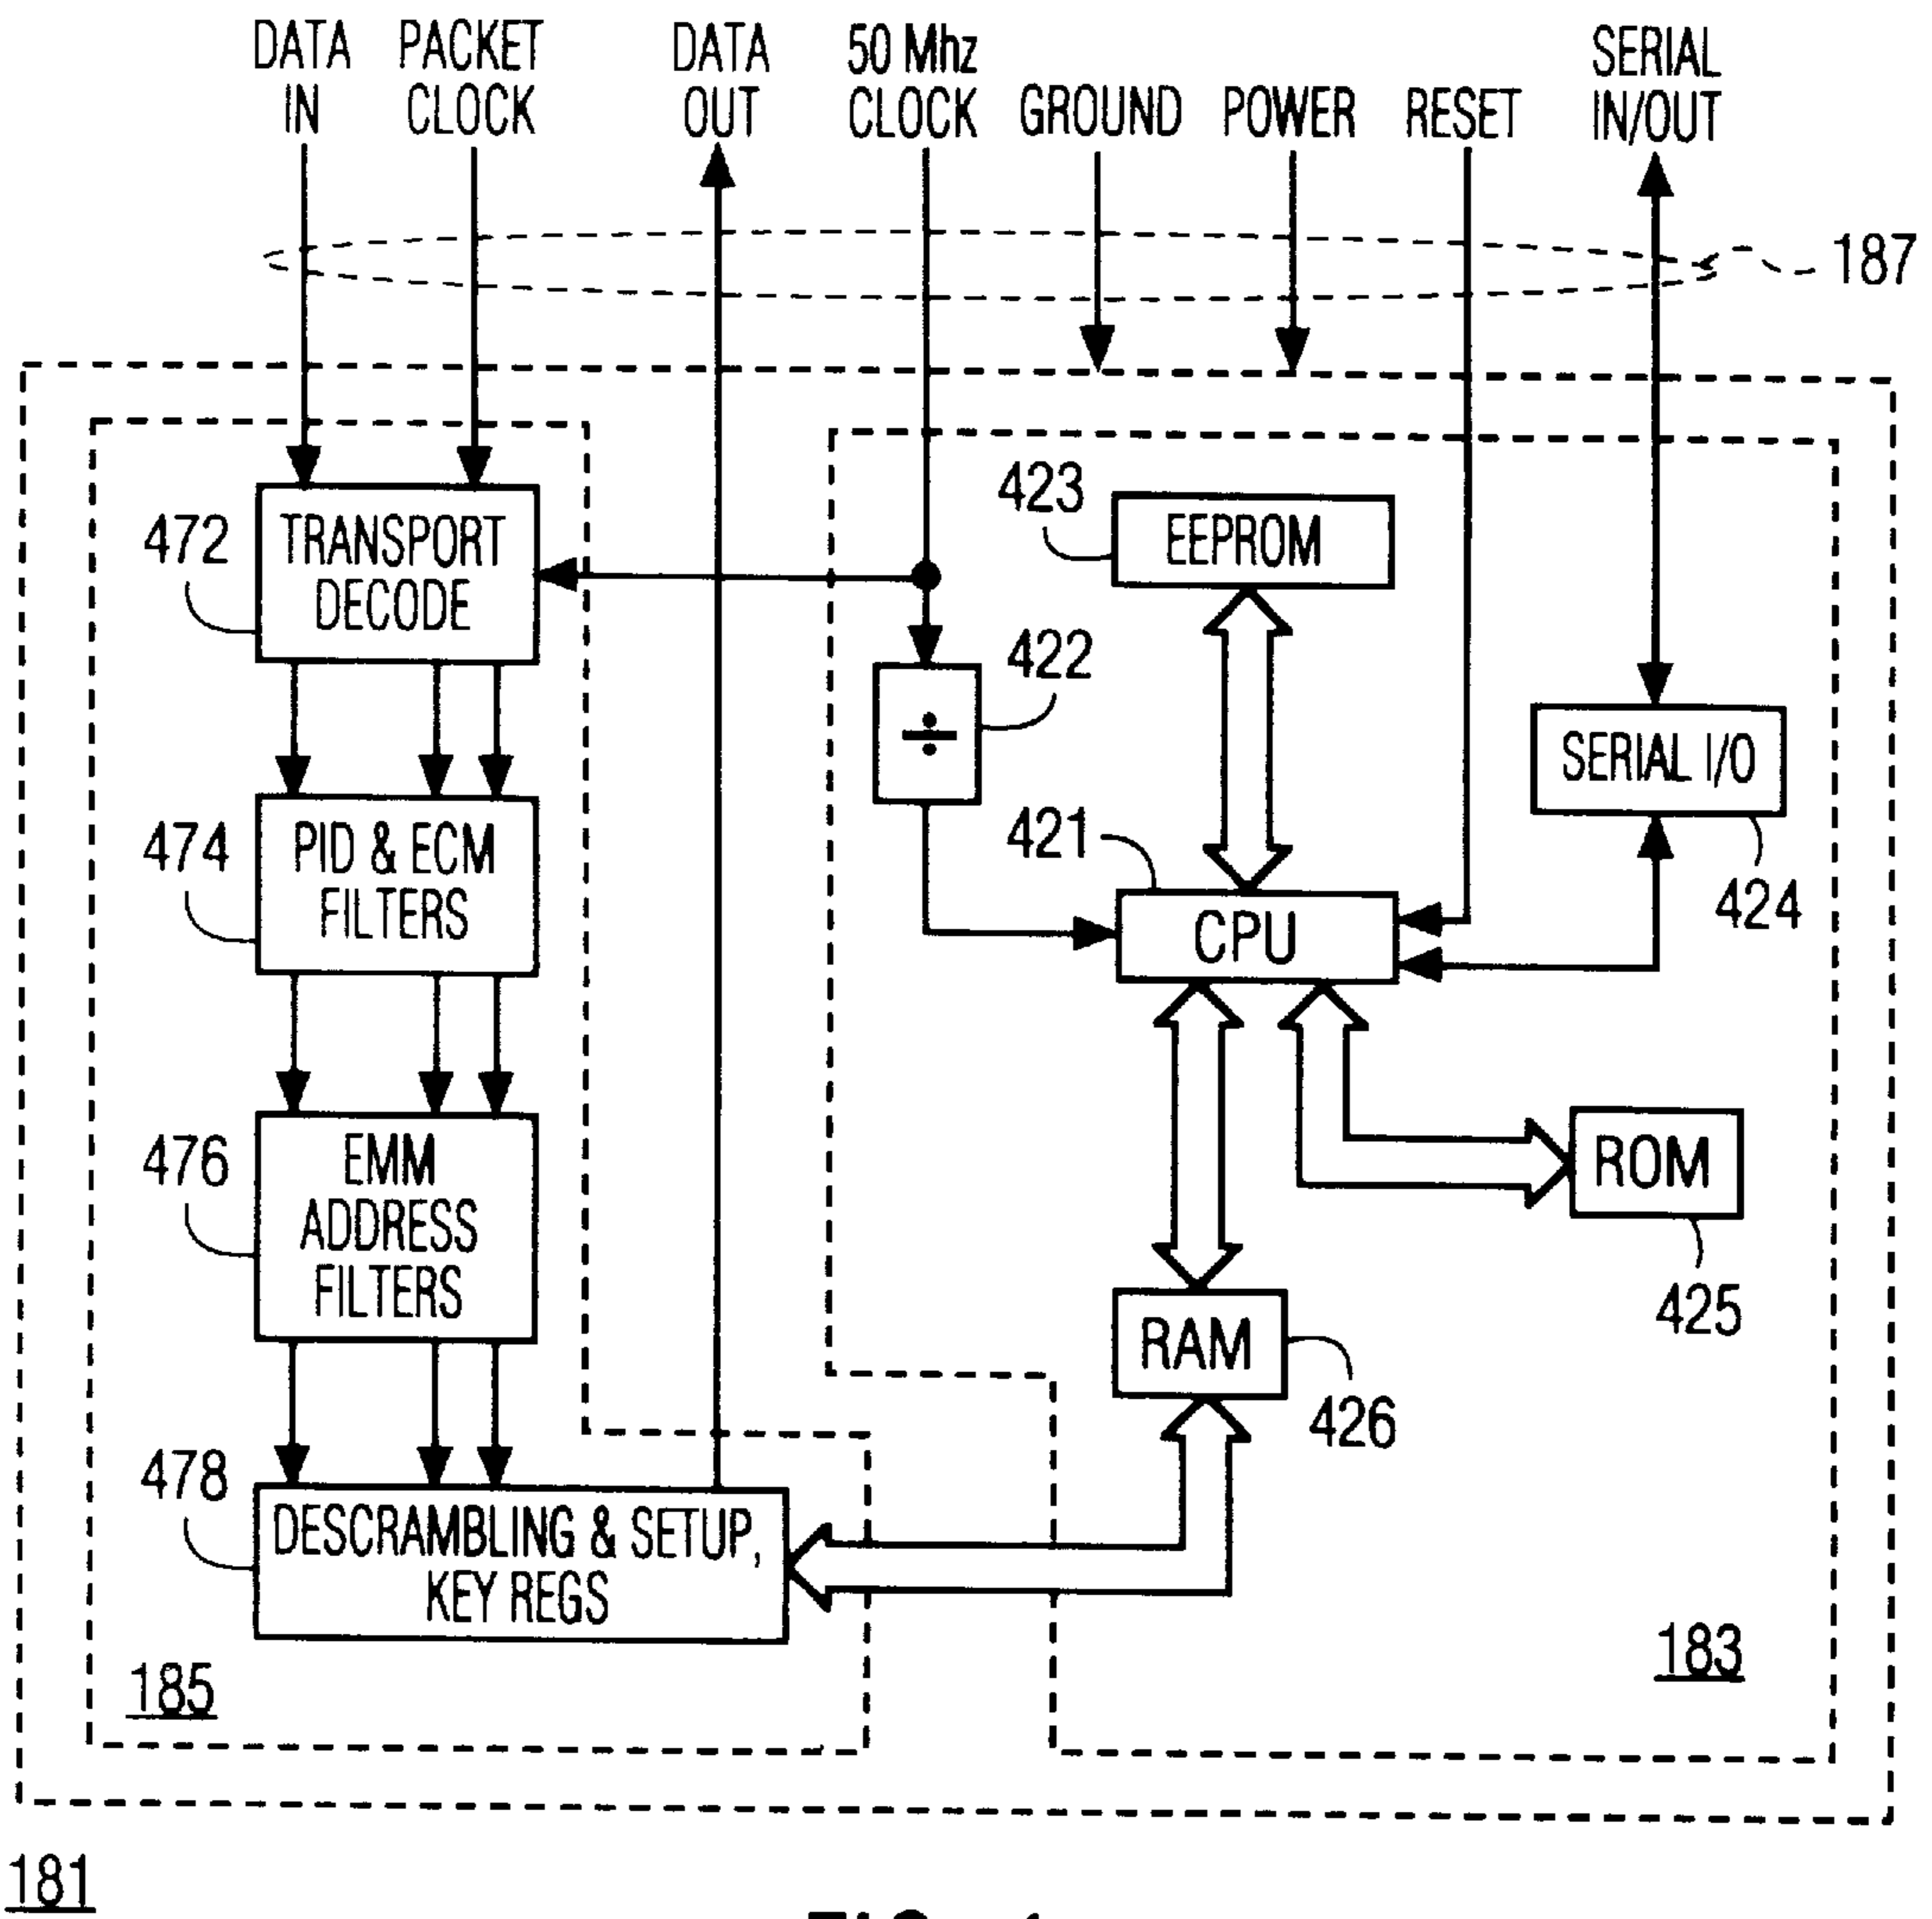 DATA
IN
PACKET
CLOCK
DATA
OUT
50 Mhz
CLOCK
GROUND
POWER
RESET
SERIAL
IN/OUT
187
472
TRANSPORT
DECODE
423
EEPROM
422
÷
SERIAL I/O
424
474
PID & ECM
FILTERS
421
CPU
476
EMM
ADDRESS
FILTERS
ROM
425
RAM
426
478
DESCRAMBLING & SETUP,
KEY REGS
185
183
181